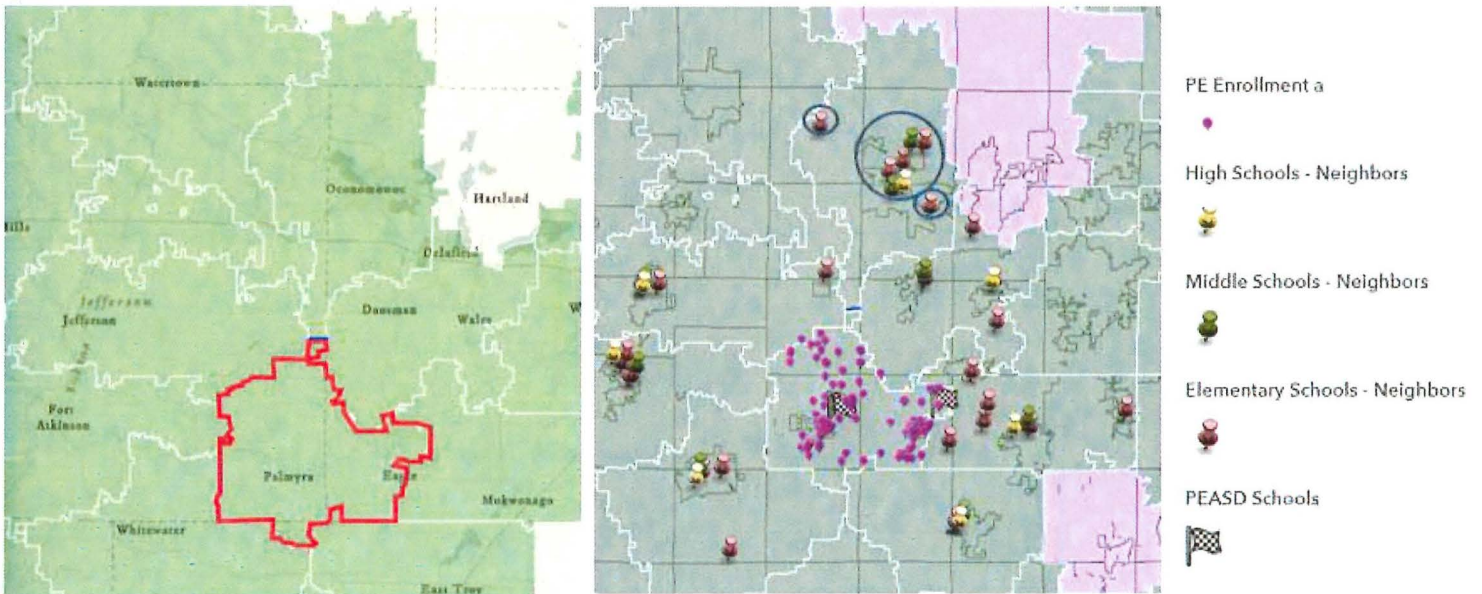 Watertown
Oconomowoc
Hartland
Delafield
Jefferson
Jefferson
Dousman
Wales
W
Fort
Atkinson
Palmyra
Eagle
Mukwonago
Whitewater
East Troy
PE Enrollment a
High Schools - Neighbors
Middle Schools - Neighbors
Elementary Schools - Neighbors
PEASD Schools